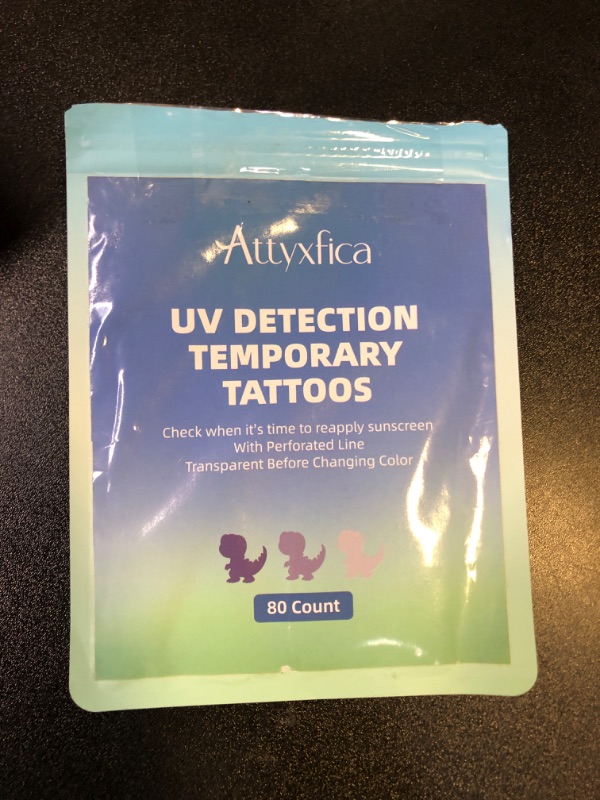 Attyxfica
UV DETECTION
TEMPORARY
TATTOOS
Check when it's time to reapply sunscreen
With Perforated Line
Transparent Before Changing Color
80 Count